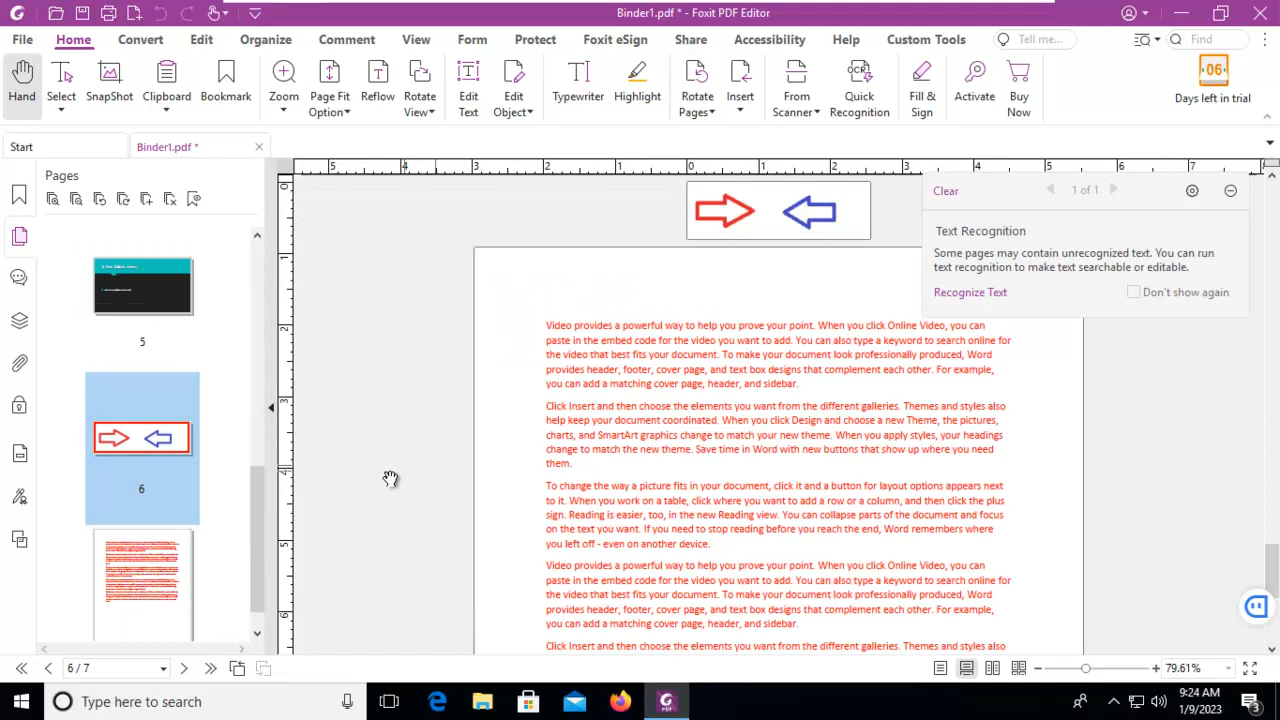 Binder1.pdf * - Foxit PDF Editor
File Home Convert Edit Organize Comment View Form Protect Foxit eSign Share Accessibility Help Custom Tools Tell me... Find
Hand Select SnapShot Clipboard Bookmark Zoom Page Fit Option Reflow Rotate View Edit Text Edit Object Typewriter Highlight Rotate Pages Insert From Scanner OCR Quick Recognition Fill & Sign Activate Buy Now
06
Days left in trial
Start Binder1.pdf *
Pages
5 4 3 2 1 0 1 2 3 4 5 6 7
0 1 2 3 4 5 6
5
6
Clear 1 of 1
Text Recognition
Some pages may contain unrecognized text. You can run
text recognition to make text searchable or editable.
Recognize Text Don't show again
Video provides a powerful way to help you prove your point. When you click Online Video, you can
paste in the embed code for the video you want to add. You can also type a keyword to search online for
the video that best fits your document. To make your document look professionally produced, Word
provides header, footer, cover page, and text box designs that complement each other. For example,
you can add a matching cover page, header, and sidebar.
Click Insert and then choose the elements you want from the different galleries. Themes and styles also
help keep your document coordinated. When you click Design and choose a new Theme, the pictures,
charts, and SmartArt graphics change to match your new theme. When you apply styles, your headings
change to match the new theme. Save time in Word with new buttons that show up where you need
them.
To change the way a picture fits in your document, click it and a button for layout options appears next
to it. When you work on a table, click where you want to add a row or a column, and then click the plus
sign. Reading is easier, too, in the new Reading view. You can collapse parts of the document and focus
on the text you want. If you need to stop reading before you reach the end, Word remembers where
you left off - even on another device.
Video provides a powerful way to help you prove your point. When you click Online Video, you can
paste in the embed code for the video you want to add. You can also type a keyword to search online for
the video that best fits your document. To make your document look professionally produced, Word
provides header, footer, cover page, and text box designs that complement each other. For example,
you can add a matching cover page, header, and sidebar.
Click Insert and then choose the elements you want from the different galleries. Themes and styles also
6 / 7 79.61%
Type here to search
9:24 AM
1/9/2023
3